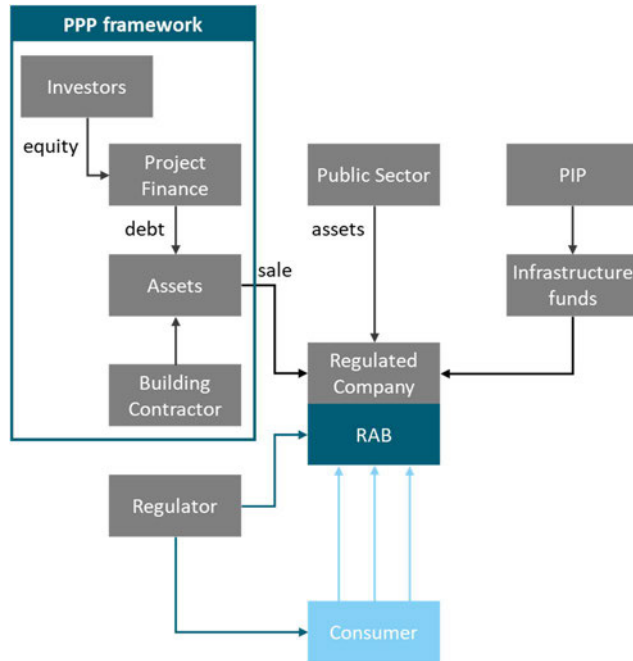 PPP framework
Investors
equity
Project
Finance
Public Sector
PIP
debt
assets
Assets
sale
Infrastructure
funds
Building
Contractor
Regulated
Company
RAB
Regulator
Consumer